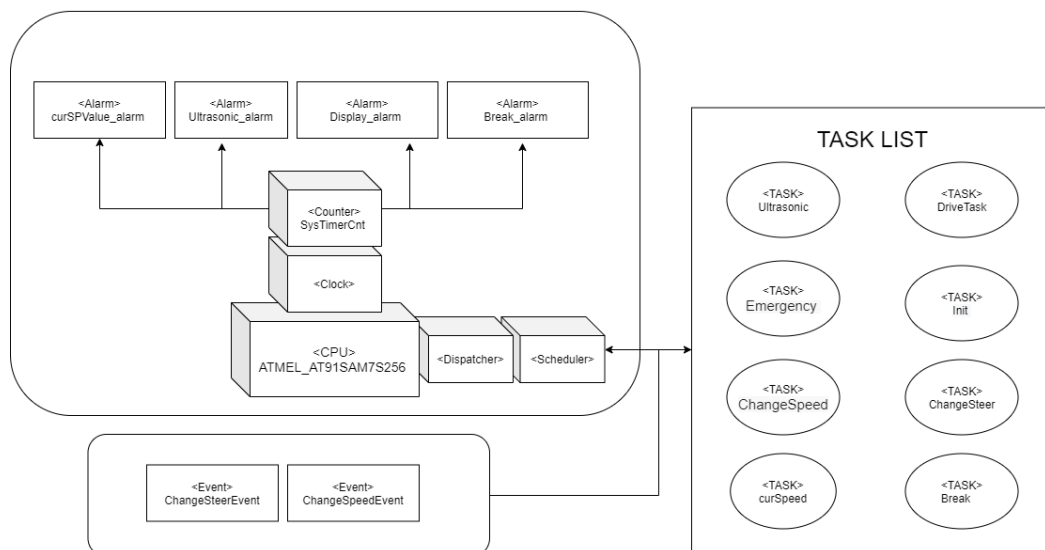 <Alarm>
curSPValue_alarm
<Alarm>
Ultrasonic_alarm
<Alarm>
Display_alarm
<Alarm>
Break_alarm
<Counter>
SysTimerCnt
<Clock>
<CPU>
ATMEL_AT91SAM7S256
<Dispatcher>
<Scheduler>
<Event>
ChangeSteerEvent
<Event>
ChangeSpeedEvent
TASK LIST
<TASK>
Ultrasonic
<TASK>
DriveTask
<TASK>
Emergency
<TASK>
Init
<TASK>
ChangeSpeed
<TASK>
ChangeSteer
<TASK>
curSpeed
<TASK>
Break